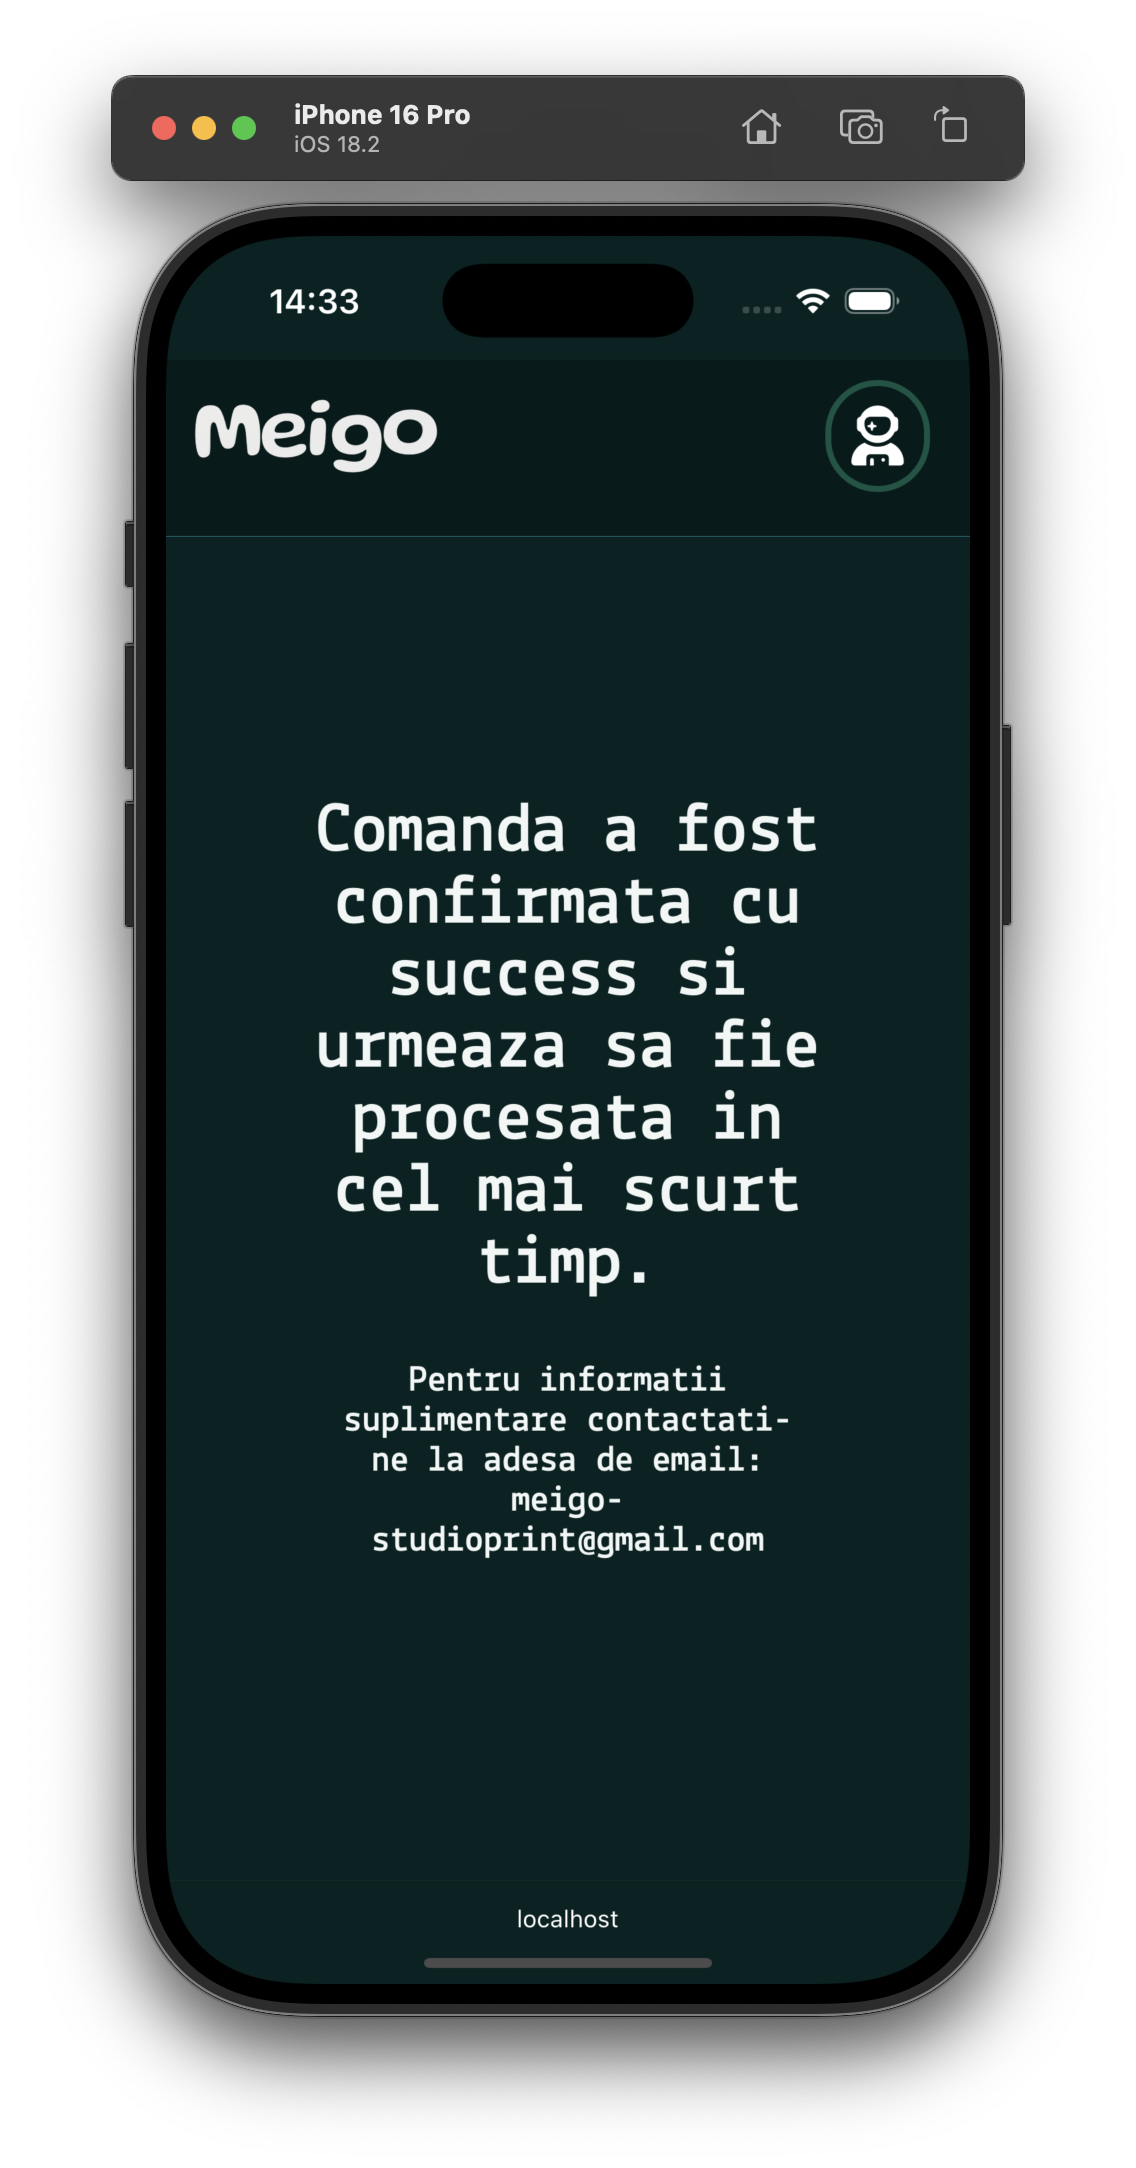 iPhone 16 Pro
iOS 18.2
14:33
Meigo
Comanda a fost
confirmata cu
success si
urmeaza sa fie
procesata in
cel mai scurt
timp.
Pentru informatii
suplimentare contactati-
ne la adesa de email:
meigo-
studioprint@gmail.com
localhost